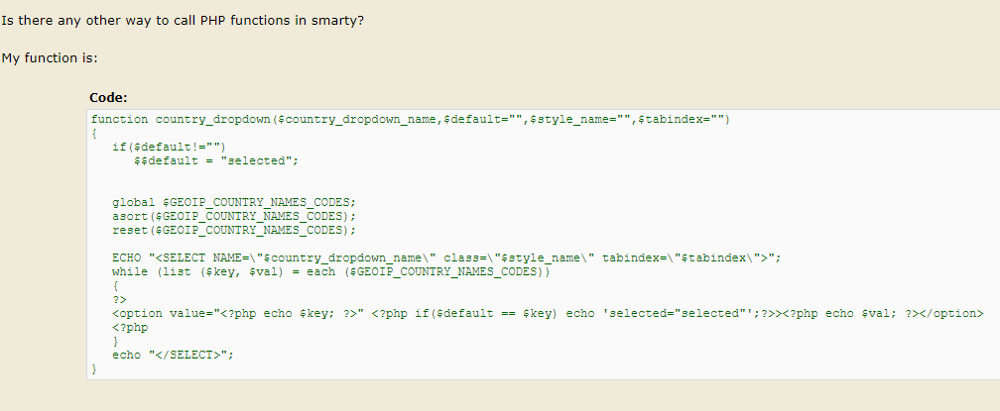 Is there any other way to call PHP functions in smarty?
My function is:
Code:
function country_dropdown($country_dropdown_name,$default="",$style_name="",$tabindex="")
{
if($default!="")
$$default = "selected";
global $GEOIP_COUNTRY_NAMES_CODES;
asort($GEOIP_COUNTRY_NAMES_CODES);
reset($GEOIP_COUNTRY_NAMES_CODES);
ECHO "<SELECT NAME=\"$country_dropdown_name\" class=\"$style_name\" tabindex=\"$tabindex\">";
while (list ($key, $val) = each ($GEOIP_COUNTRY_NAMES_CODES))
{
?>
<option value="<?php echo $key; ?>" <?php if($default == $key) echo 'selected="selected"';?>><?php echo $val; ?></option>
<?php
}
echo "</SELECT>";
}